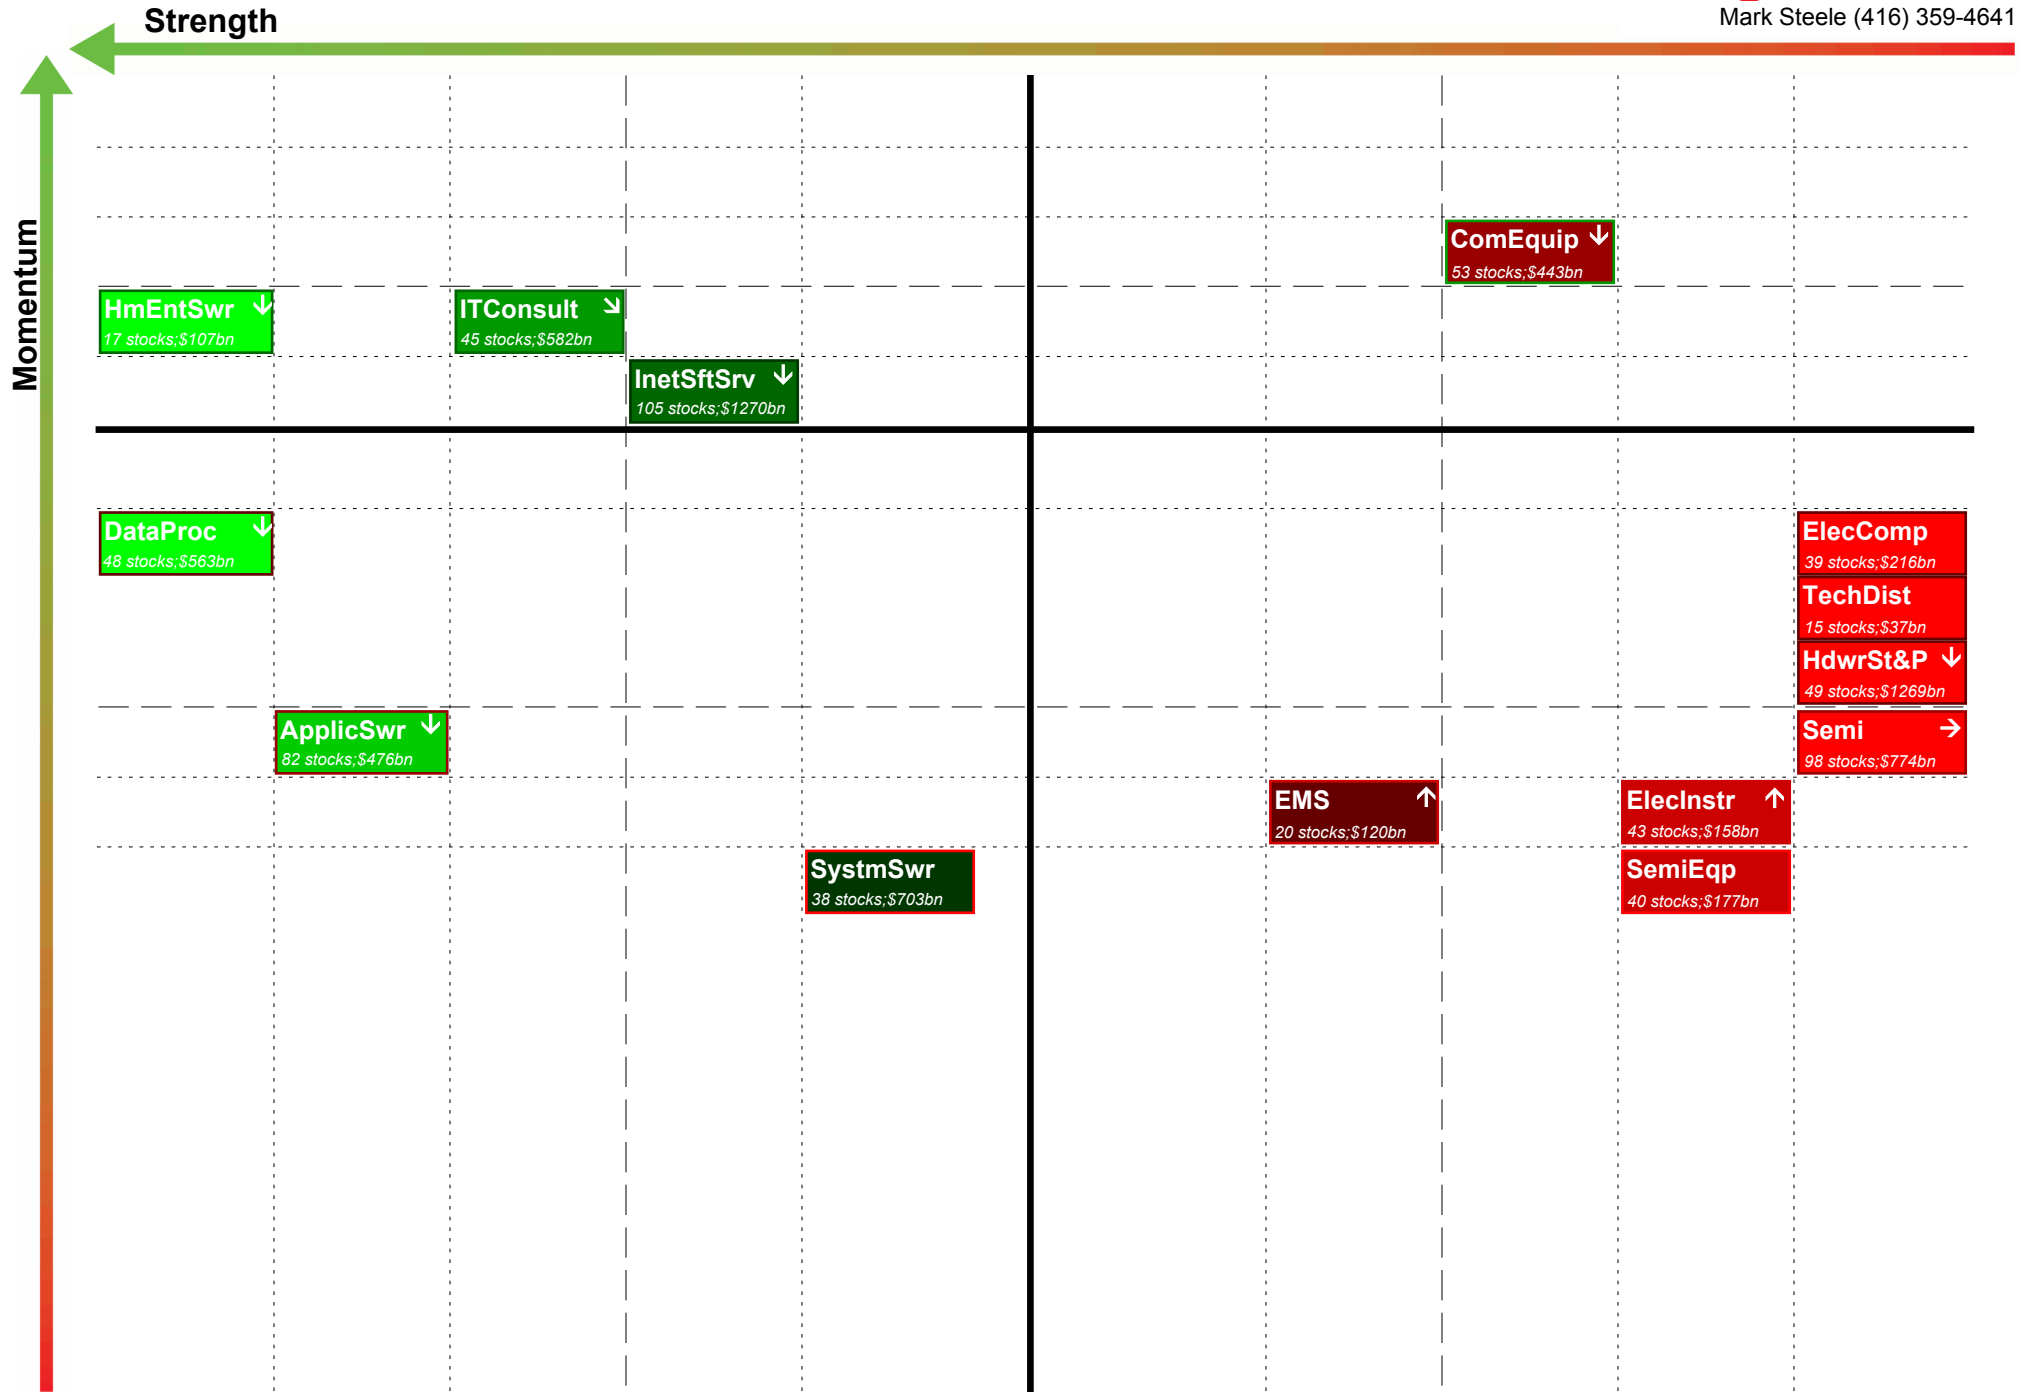 Strength
Mark Steele (416) 359-4641
Momentum
ComEquip
53 stocks;$443bn
HmEntSwr
17 stocks;$107bn
ITConsult
45 stocks;$582bn
InetSftSrv
105 stocks;$1270bn
DataProc
48 stocks;$563bn
ElecComp
39 stocks;$216bn
TechDist
15 stocks;$37bn
HdwrSt&P
49 stocks;$1269bn
ApplicSwr
82 stocks;$476bn
Semi
98 stocks;$774bn
EMS
20 stocks;$120bn
ElecInstr
43 stocks;$158bn
SystmSwr
38 stocks;$703bn
SemiEqp
40 stocks;$177bn